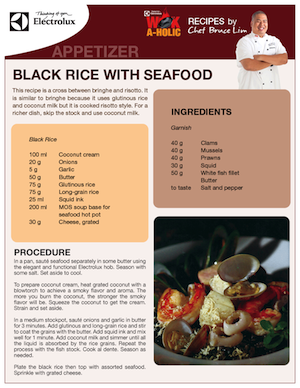 Thinking of you
Electrolux
Electrolux
WOK
A-HOLIC
RECIPES by
Chef Bruce Lim
APPETIZER
BLACK RICE WITH SEAFOOD
This recipe is a cross between bringhe and risotto. It
is similar to bringhe because it uses glutinous rice
and coconut milk but it is cooked risotto style. For a
richer dish, skip the stock and use coconut milk.
Black Rice
100 ml Coconut cream
20 g Onions
5 g Garlic
50 g Butter
75 g Glutinous rice
75 g Long-grain rice
25 ml Squid ink
200 ml MOS soup base for
seafood hot pot
30 g Cheese, grated
INGREDIENTS
Garnish
40 g Clams
40 g Mussels
40 g Prawns
30 g Squid
50 g White fish fillet
Butter
to taste Salt and pepper
PROCEDURE
In a pan, sauté seafood separately in some butter using
the elegant and functional Electrolux hob. Season with
some salt. Set aside to cool.
To prepare coconut cream, heat grated coconut with a
blowtorch to achieve a smoky flavor and aroma. The
more you burn the coconut, the stronger the smoky
flavor will be. Squeeze the coconut to get the cream.
Strain and set aside.
In a medium stockpot, sauté onions and garlic in butter
for 3 minutes. Add glutinous and long-grain rice and stir
to coat the grains with the butter. Add squid ink and mix
well for 1 minute. Add coconut milk and simmer until all
the liquid is absorbed by the rice grains. Repeat the
process with the fish stock. Cook al dente. Season as
needed.
Plate the black rice then top with assorted seafood.
Sprinkle with grated cheese.